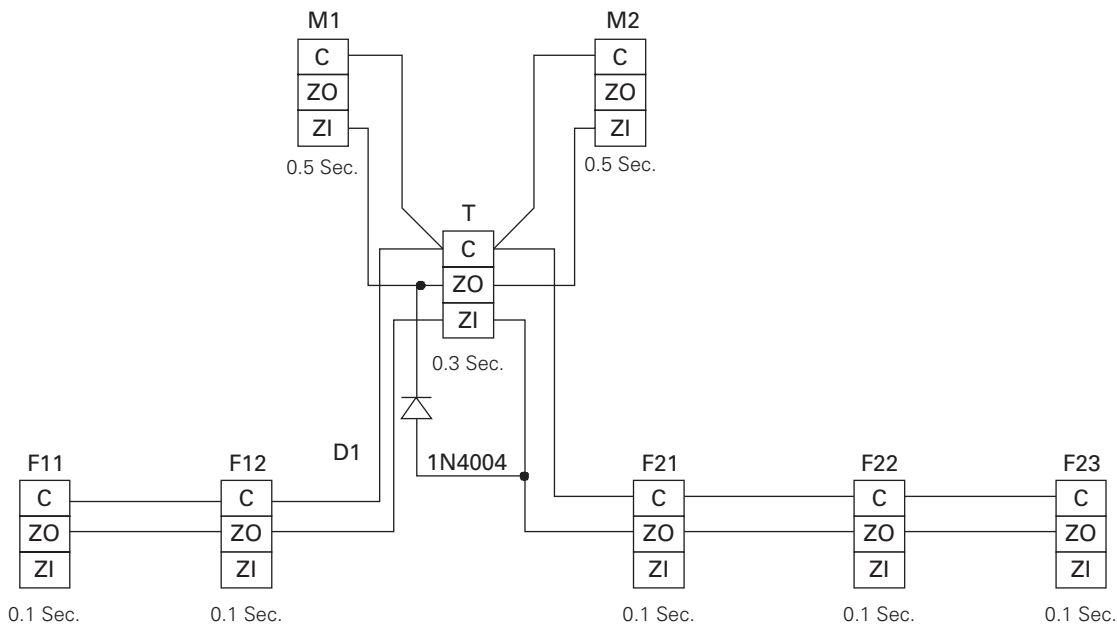 M1
M2
C
C
ZO
ZO
ZI
ZI
0.5 Sec.
0.5 Sec.
T
C
ZO
ZI
0.3 Sec.
D1
1N4004
F11
F12
F21
F22
F23
C
C
C
C
C
ZO
ZO
ZO
ZO
ZO
ZI
ZI
ZI
ZI
ZI
0.1 Sec.
0.1 Sec.
0.1 Sec.
0.1 Sec.
0.1 Sec.